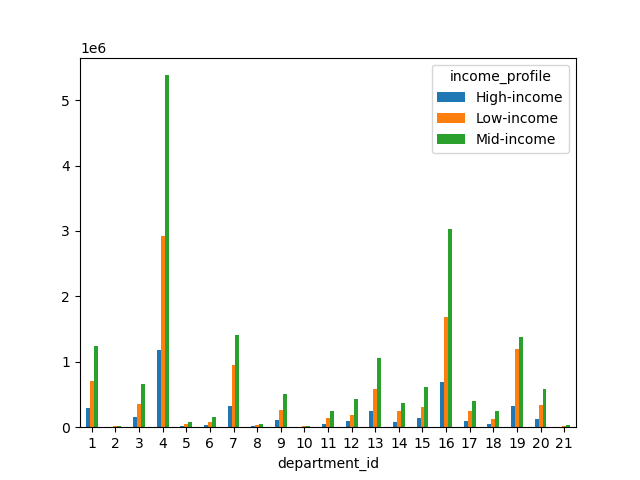 1e6
income_profile
High-income
Low-income
Mid-income
5
4
3
2
1
0
1 2 3 4 5 6 7 8 9 10 11 12 13 14 15 16 17 18 19 20 21
department_id